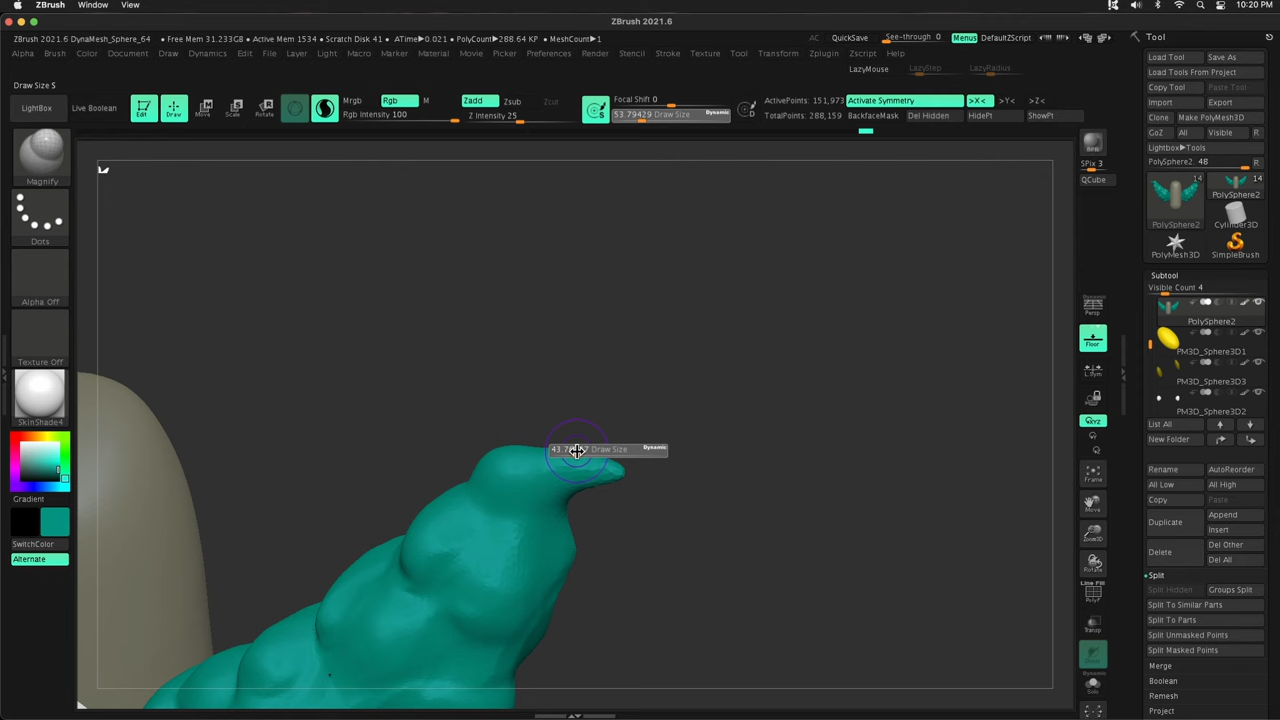 ZBrush Window View 10:20 PM
ZBrush 2021.6
ZBrush 2021.6 DynaMesh_Sphere_64 • Free Mem 31.233GB • Active Mem 1534 • Scratch Disk 41 • ATime▶0.021 • PolyCount▶288.64 KP • MeshCount▶1
AC QuickSave See-through 0 Menus DefaultZScript
Alpha Brush Color Document Draw Dynamics Edit File Layer Light Macro Marker Material Movie Picker Preferences Render Stencil Stroke Texture Tool Transform Zplugin Zscript Help
LazyMouse LazyStep LazyRadius
Draw Size S
LightBox Live Boolean Edit Draw Move Scale Rotate
Mrgb Rgb M Zadd Zsub Zcut
Rgb Intensity 100 Z Intensity 25
S Focal Shift 0 D
53.79429 Draw Size Dynamic
ActivePoints: 151,973 Activate Symmetry >X< >Y< >Z<
TotalPoints: 288,159 BackfaceMask Del Hidden HidePt ShowPt
Magnify
Dots
Alpha Off
Texture Off
SkinShade4
Gradient
SwitchColor
Alternate
Draw Size Dynamic
BPR
SPix 3
QCube
Dynamic
Persp
Floor
L.Sym
XYZ
Frame
Move
Zoom3D
Rotate
Line Fill
PolyF
Transp
Dynamic
Solo
Tool
Load Tool Save As
Load Tools From Project
Copy Tool Paste Tool
Import Export
Clone Make PolyMesh3D
GoZ All Visible R
Lightbox▶Tools
PolySphere2. 48 R
14 14
PolySphere2 PolySphere2
Cylinder3D
PolyMesh3D SimpleBrush
Subtool
Visible Count 4
PolySphere2
PM3D_Sphere3D1
PM3D_Sphere3D3
PM3D_Sphere3D2
List All
New Folder
Rename AutoReorder
All Low All High
Copy Paste
Duplicate Append
Insert
Delete Del Other
Del All
Split
Split Hidden Groups Split
Split To Similar Parts
Split To Parts
Split Unmasked Points
Split Masked Points
Merge
Boolean
Remesh
Project